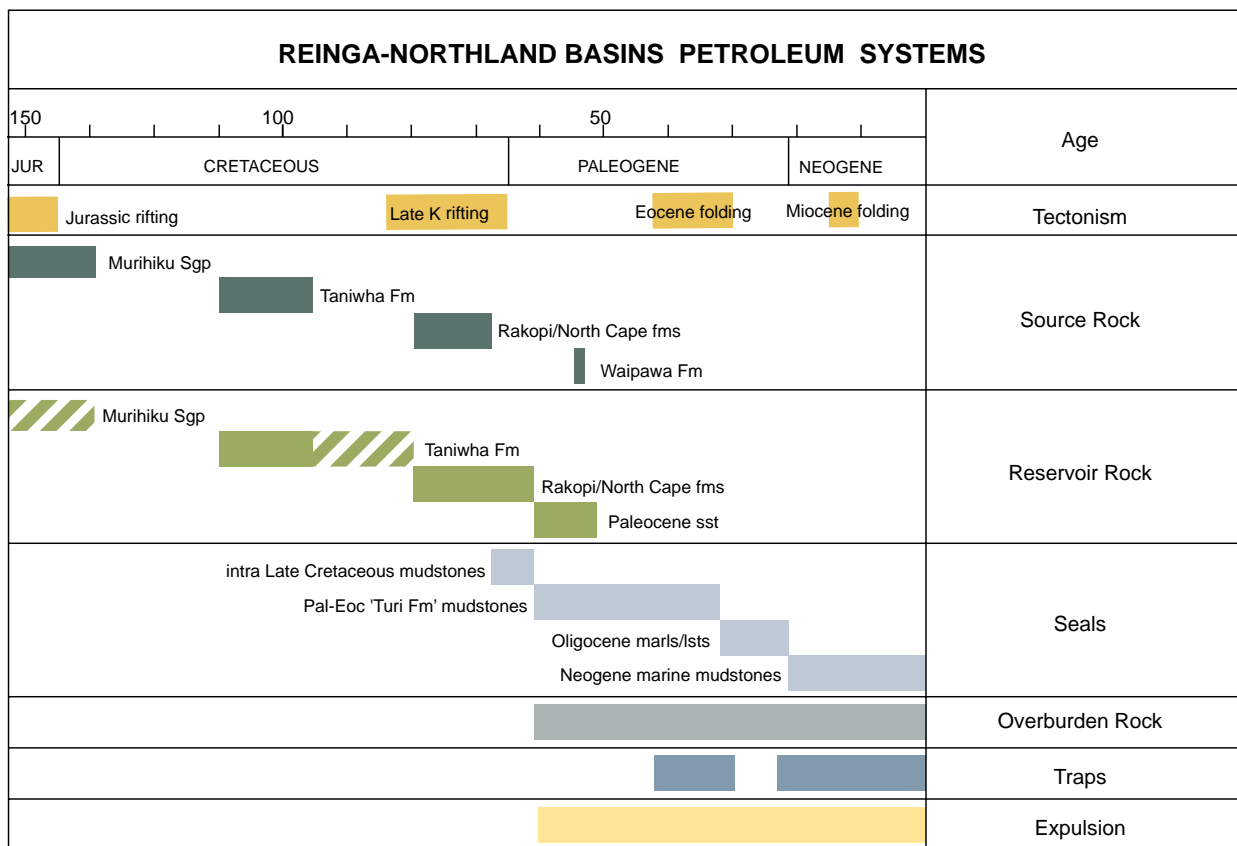 REINGA-NORTHLAND BASINS PETROLEUM SYSTEMS
150 100 50
Age
JUR CRETACEOUS PALEOGENE NEOGENE
Jurassic rifting Late K rifting Eocene folding Miocene folding
Tectonism
Murihiku Sgp
Taniwha Fm
Rakopi/North Cape fms
Waipawa Fm
Source Rock
Murihiku Sgp
Taniwha Fm
Rakopi/North Cape fms
Paleocene sst
Reservoir Rock
intra Late Cretaceous mudstones
Pal-Eoc 'Turi Fm’ mudstones
Oligocene marls/lsts
Neogene marine mudstones
Seals
Overburden Rock
Traps
Expulsion